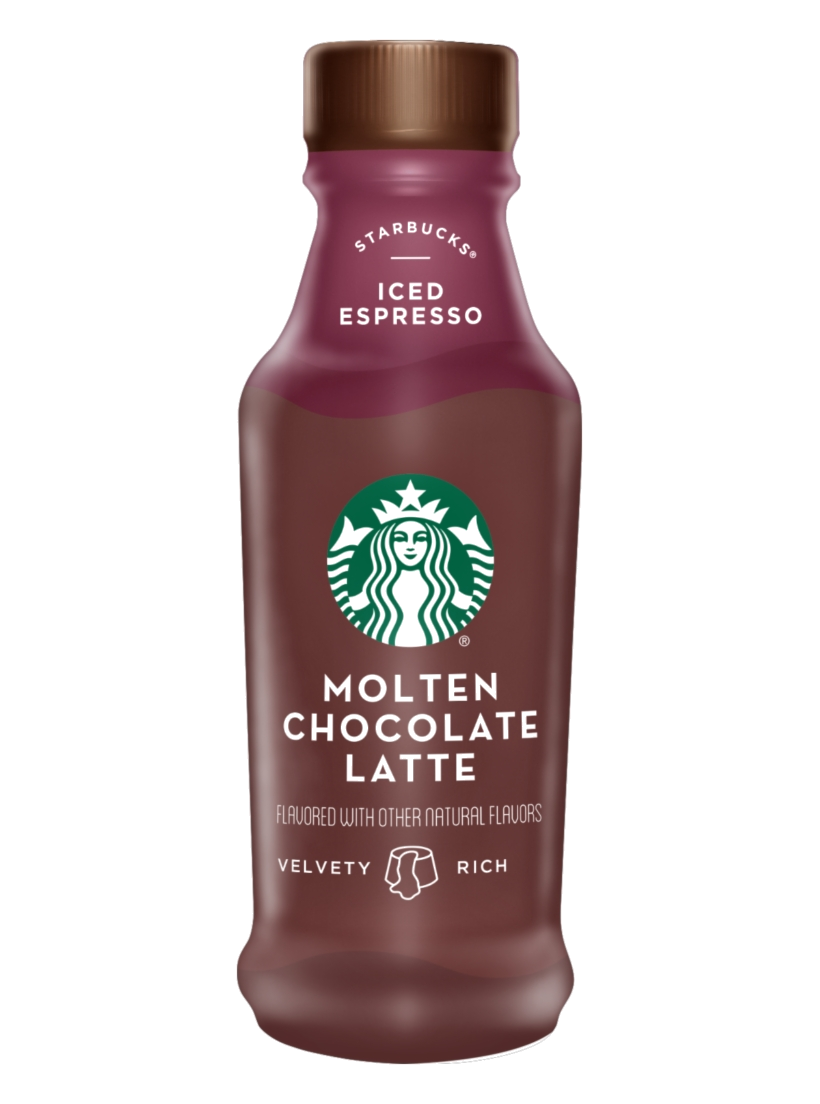 STARBUCKS®
ICED
ESPRESSO
®
MOLTEN
CHOCOLATE
LATTE
FLAVORED WITH OTHER NATURAL FLAVORS
VELVETY RICH